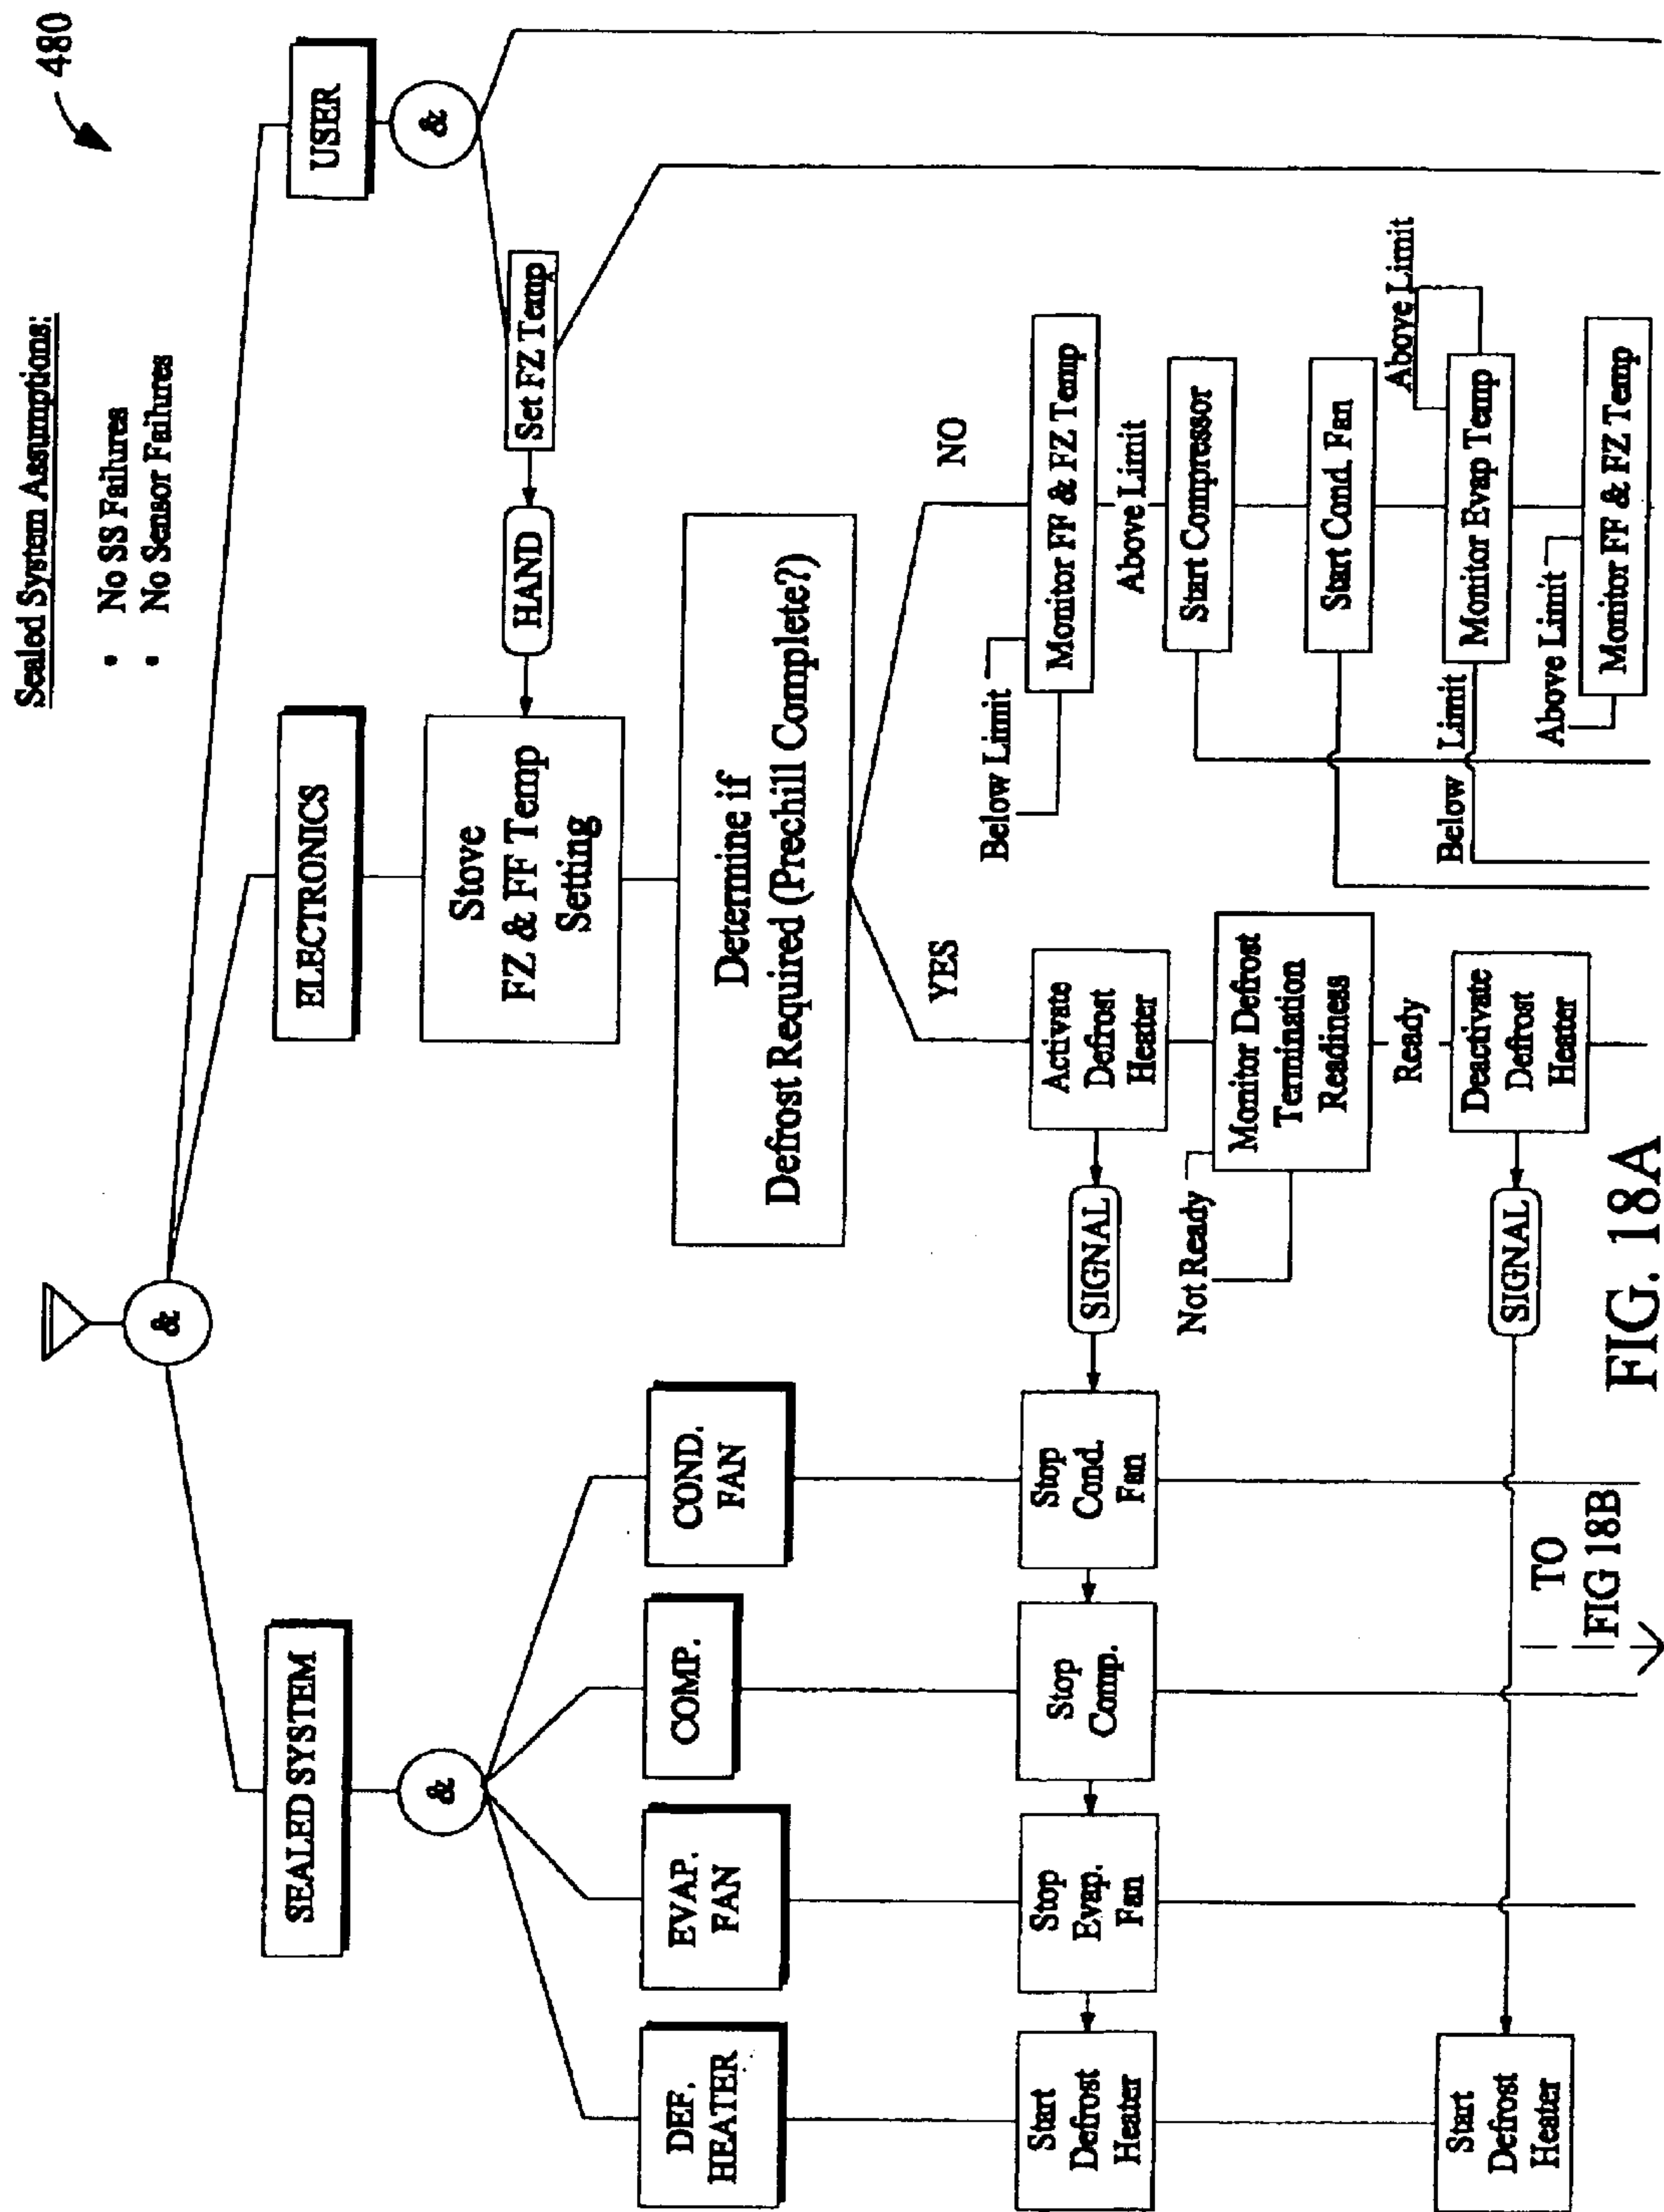 480
Sealed System Assumptions:
• No SS Failures
• No Sensor Failures
&
SEALED SYSTEM
ELECTRONICS
USER
&
&
Set FZ Temp
HAND
Stove
FZ & FF Temp
Setting
DEF.
HEATER
EVAP.
FAN
COMP.
COND.
FAN
Determine if
Defrost Required (Prechill Complete?)
YES
NO
Start
Defrost
Heater
Stop
Evap.
Fan
Stop
Comp.
Stop
Cond.
Fan
SIGNAL
Activate
Defrost
Heater
Below Limit
Monitor FF & FZ Temp
Above Limit
Not Ready
Monitor Defrost
Termination
Readiness
Ready
Start Compressor
Start Cond. Fan
Above Limit
Below Limit
Monitor Evap Temp
Start
Defrost
Heater
SIGNAL
Deactivate
Defrost
Heater
Above Limit
Monitor FF & FZ Temp
TO
FIG 18B
FIG. 18A